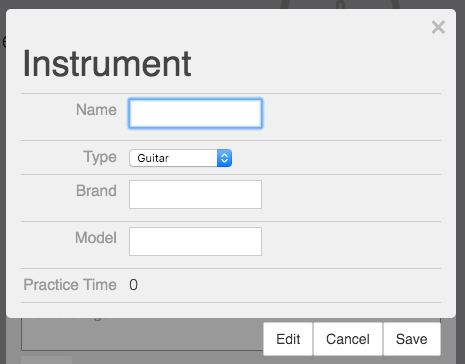 ×
Instrument
Name
Type Guitar
Brand
Model
Practice Time 0
Edit Cancel Save